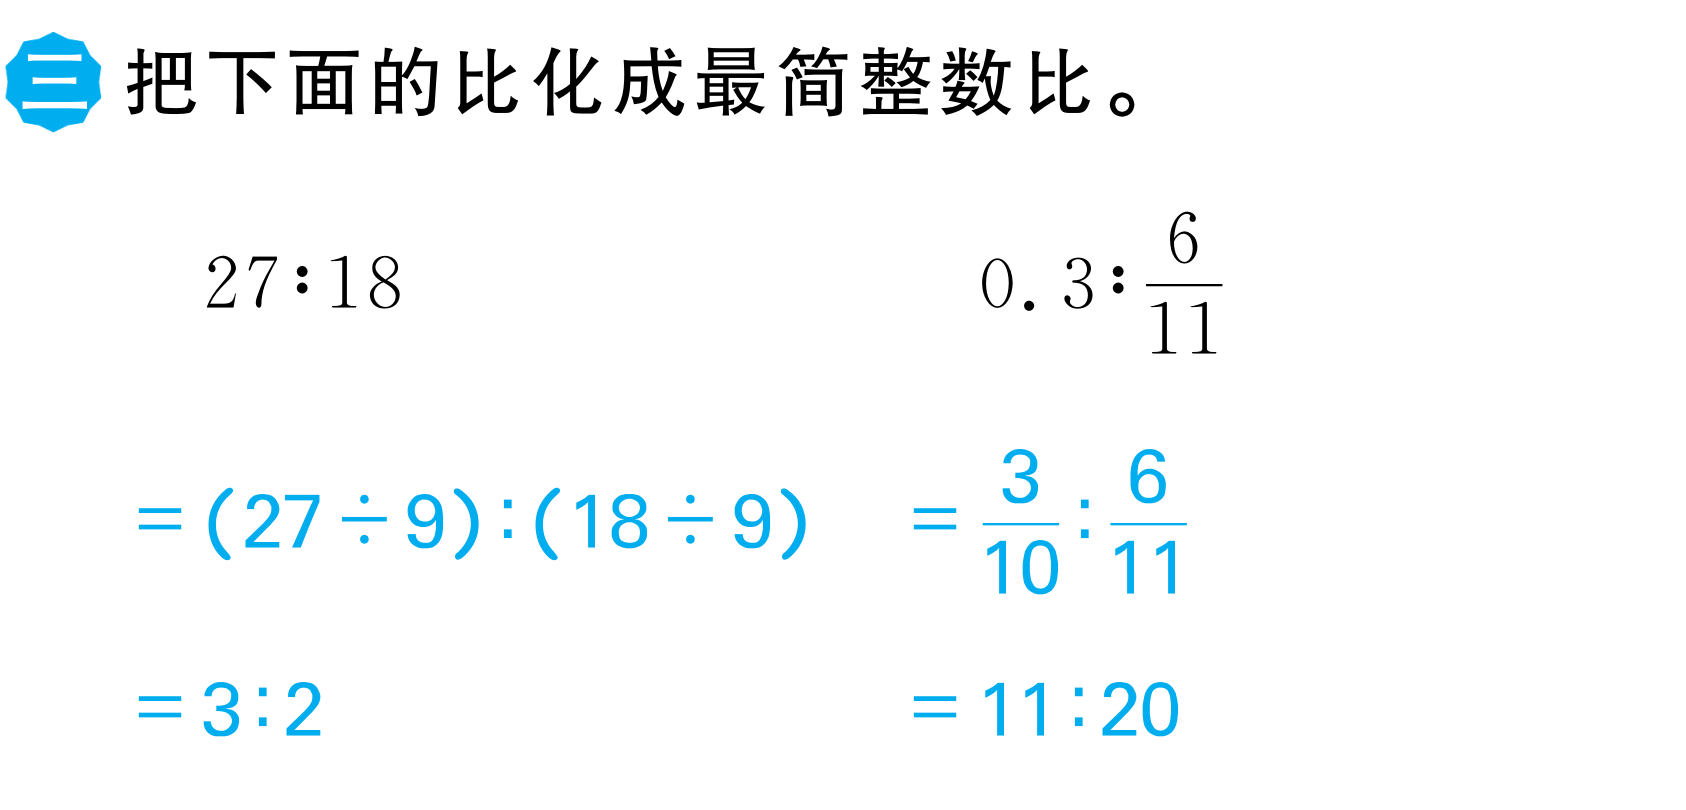 三 把下面的比化成最简整数比。
27∶18 0.3∶6/11
=(27÷9)∶(18÷9) =3/10∶6/11
=3∶2 =11∶20